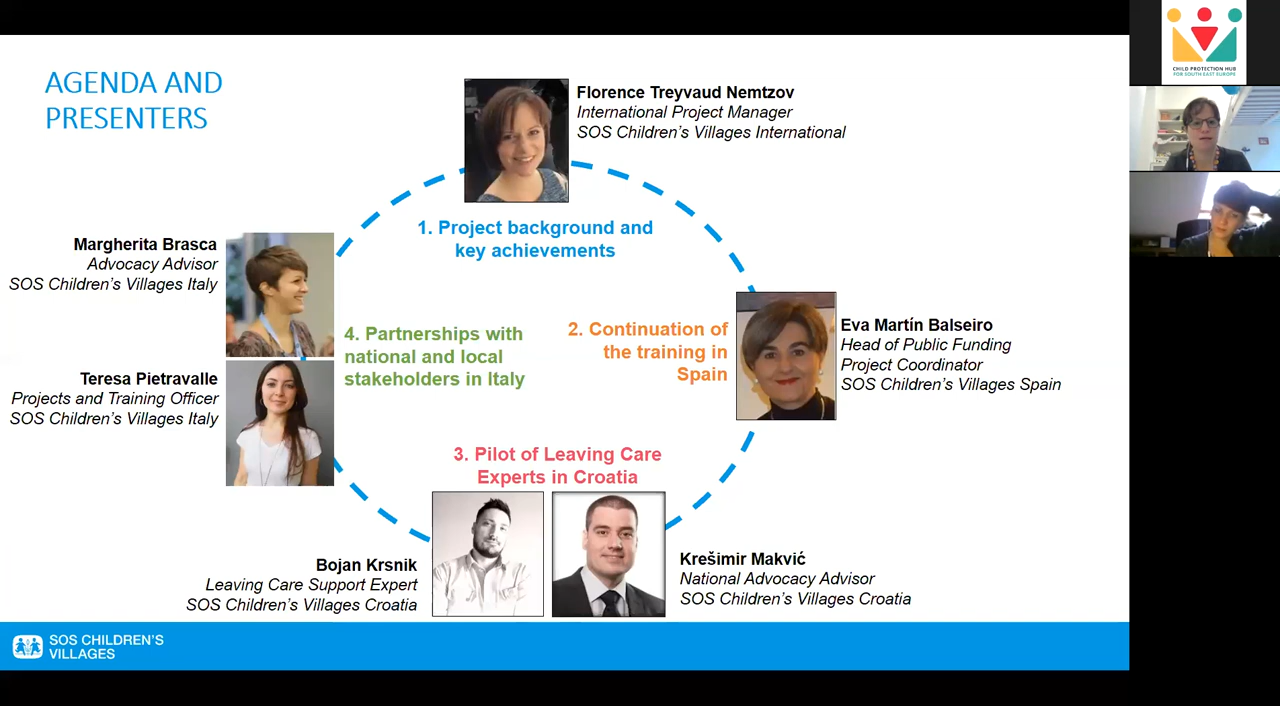 AGENDA AND
PRESENTERS
Florence Treyvaud Nemtzov
International Project Manager
SOS Children's Villages International
1. Project background and
key achievements
Margherita Brasca
Advocacy Advisor
SOS Children's Villages Italy
4. Partnerships with
national and local
stakeholders in Italy
Teresa Pietravalle
Projects and Training Officer
SOS Children's Villages Italy
2. Continuation of
the training in
Spain
Eva Martín Balseiro
Head of Public Funding
Project Coordinator
SOS Children's Villages Spain
3. Pilot of Leaving Care
Experts in Croatia
Bojan Krsnik
Leaving Care Support Expert
SOS Children's Villages Croatia
Krešimir Makvić
National Advocacy Advisor
SOS Children's Villages Croatia
SOS CHILDREN'S
VILLAGES
CHILD PROTECTION HUB
FOR SOUTH EAST EUROPE